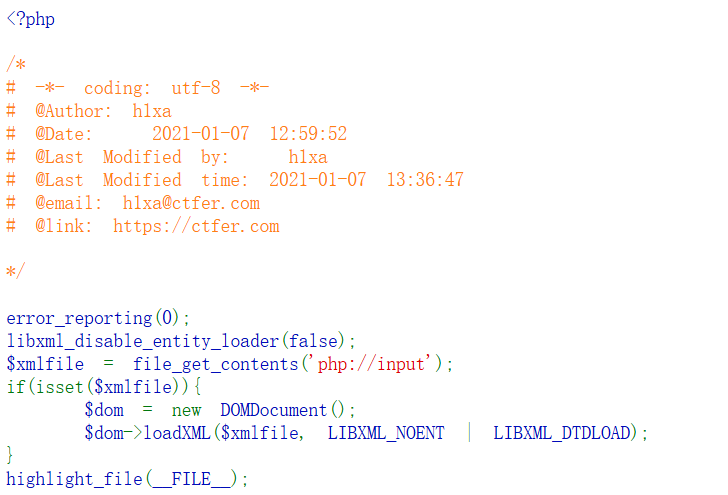 <?php
/*
# -*- coding: utf-8 -*-
# @Author: h1xa
# @Date: 2021-01-07 12:59:52
# @Last Modified by: h1xa
# @Last Modified time: 2021-01-07 13:36:47
# @email: h1xa@ctfer.com
# @link: https://ctfer.com
*/
error_reporting(0);
libxml_disable_entity_loader(false);
$xmlfile = file_get_contents('php://input');
if(isset($xmlfile)){
$dom = new DOMDocument();
$dom->loadXML($xmlfile, LIBXML_NOENT | LIBXML_DTDLOAD);
}
highlight_file(__FILE__);